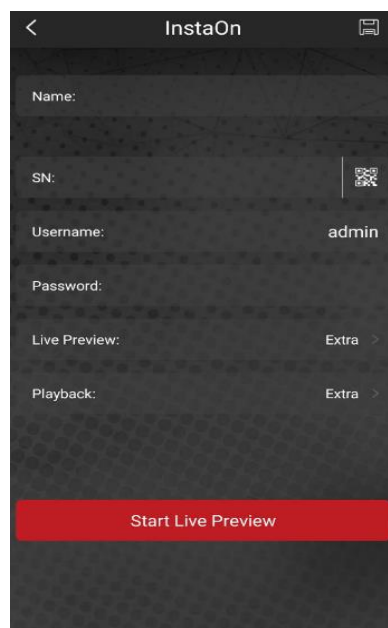 InstaOn
Name:
SN:
Username: admin
Password:
Live Preview: Extra >
Playback: Extra >
Start Live Preview